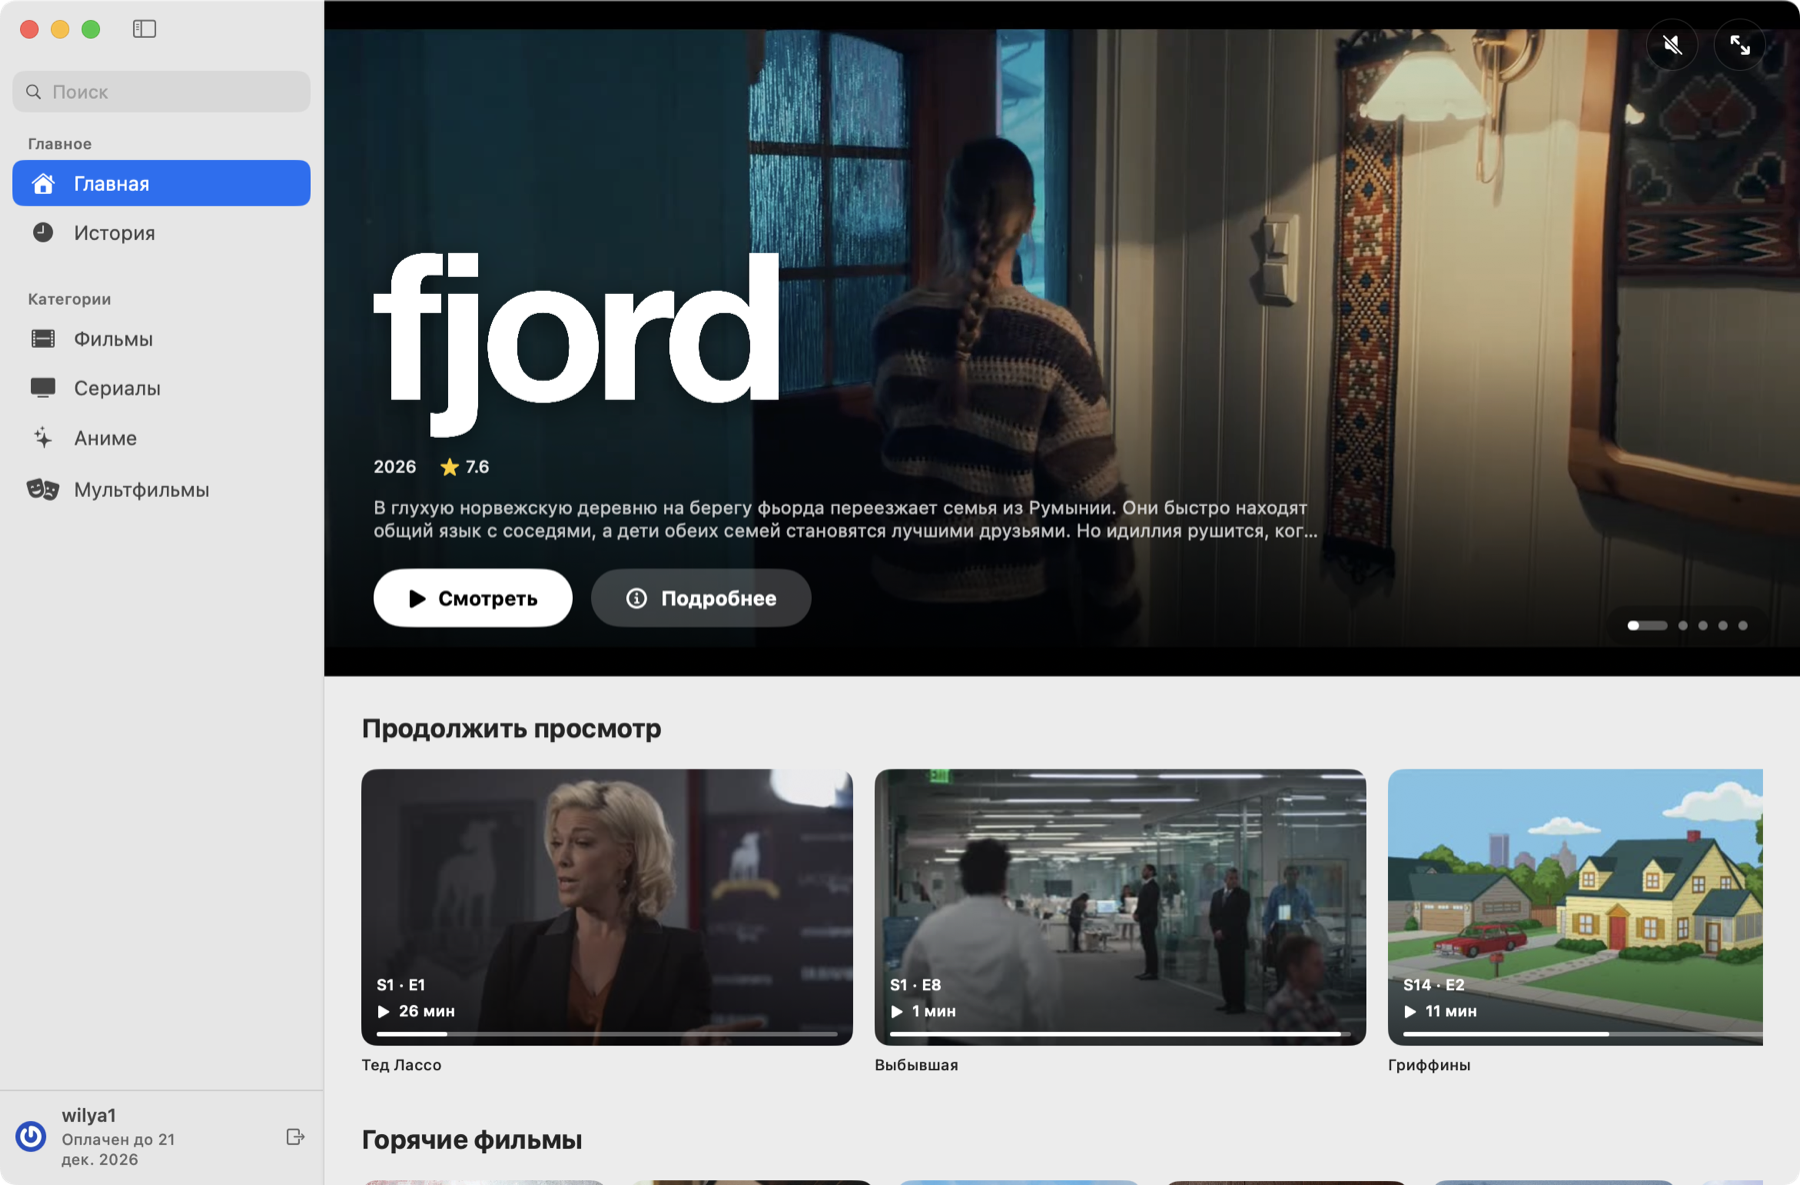 Поиск
Главное
Главная
История
Категории
Фильмы
Сериалы
Аниме
Мультфильмы
wilya1
Оплачен до 21
дек. 2026
fjord
2026 7.6
В глухую норвежскую деревню на берегу фьорда переезжает семья из Румынии. Они быстро находят
общий язык с соседями, а дети обеих семей становятся лучшими друзьями. Но идиллия рушится, ког...
Смотреть
Подробнее
Продолжить просмотр
S1 · E1
26 мин
Тед Лассо
S1 · E8
1 мин
Выбывшая
S14 · E2
11 мин
Гриффины
Горячие фильмы